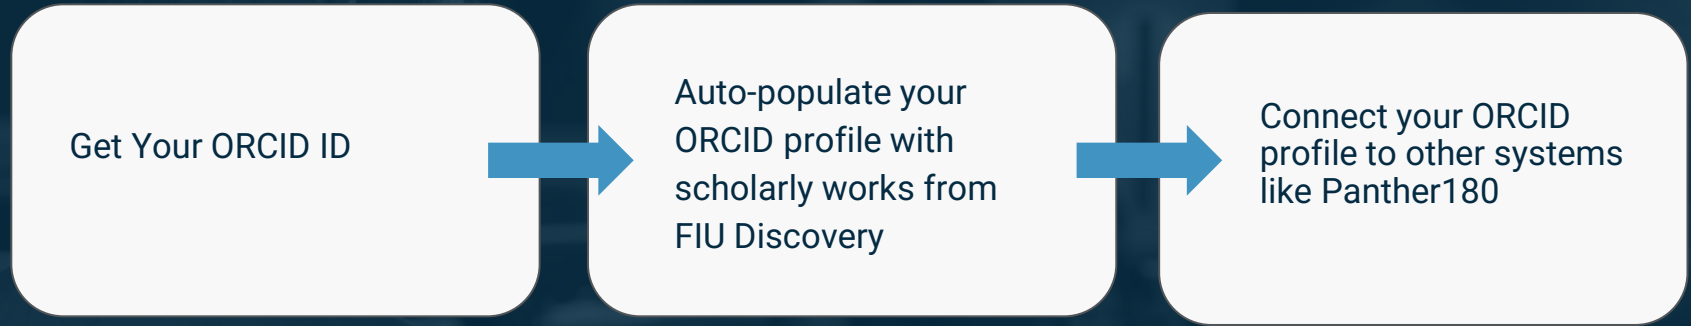 Get Your ORCID ID
Auto-populate your
ORCID profile with
scholarly works from
FIU Discovery
Connect your ORCID
profile to other systems
like Panther180